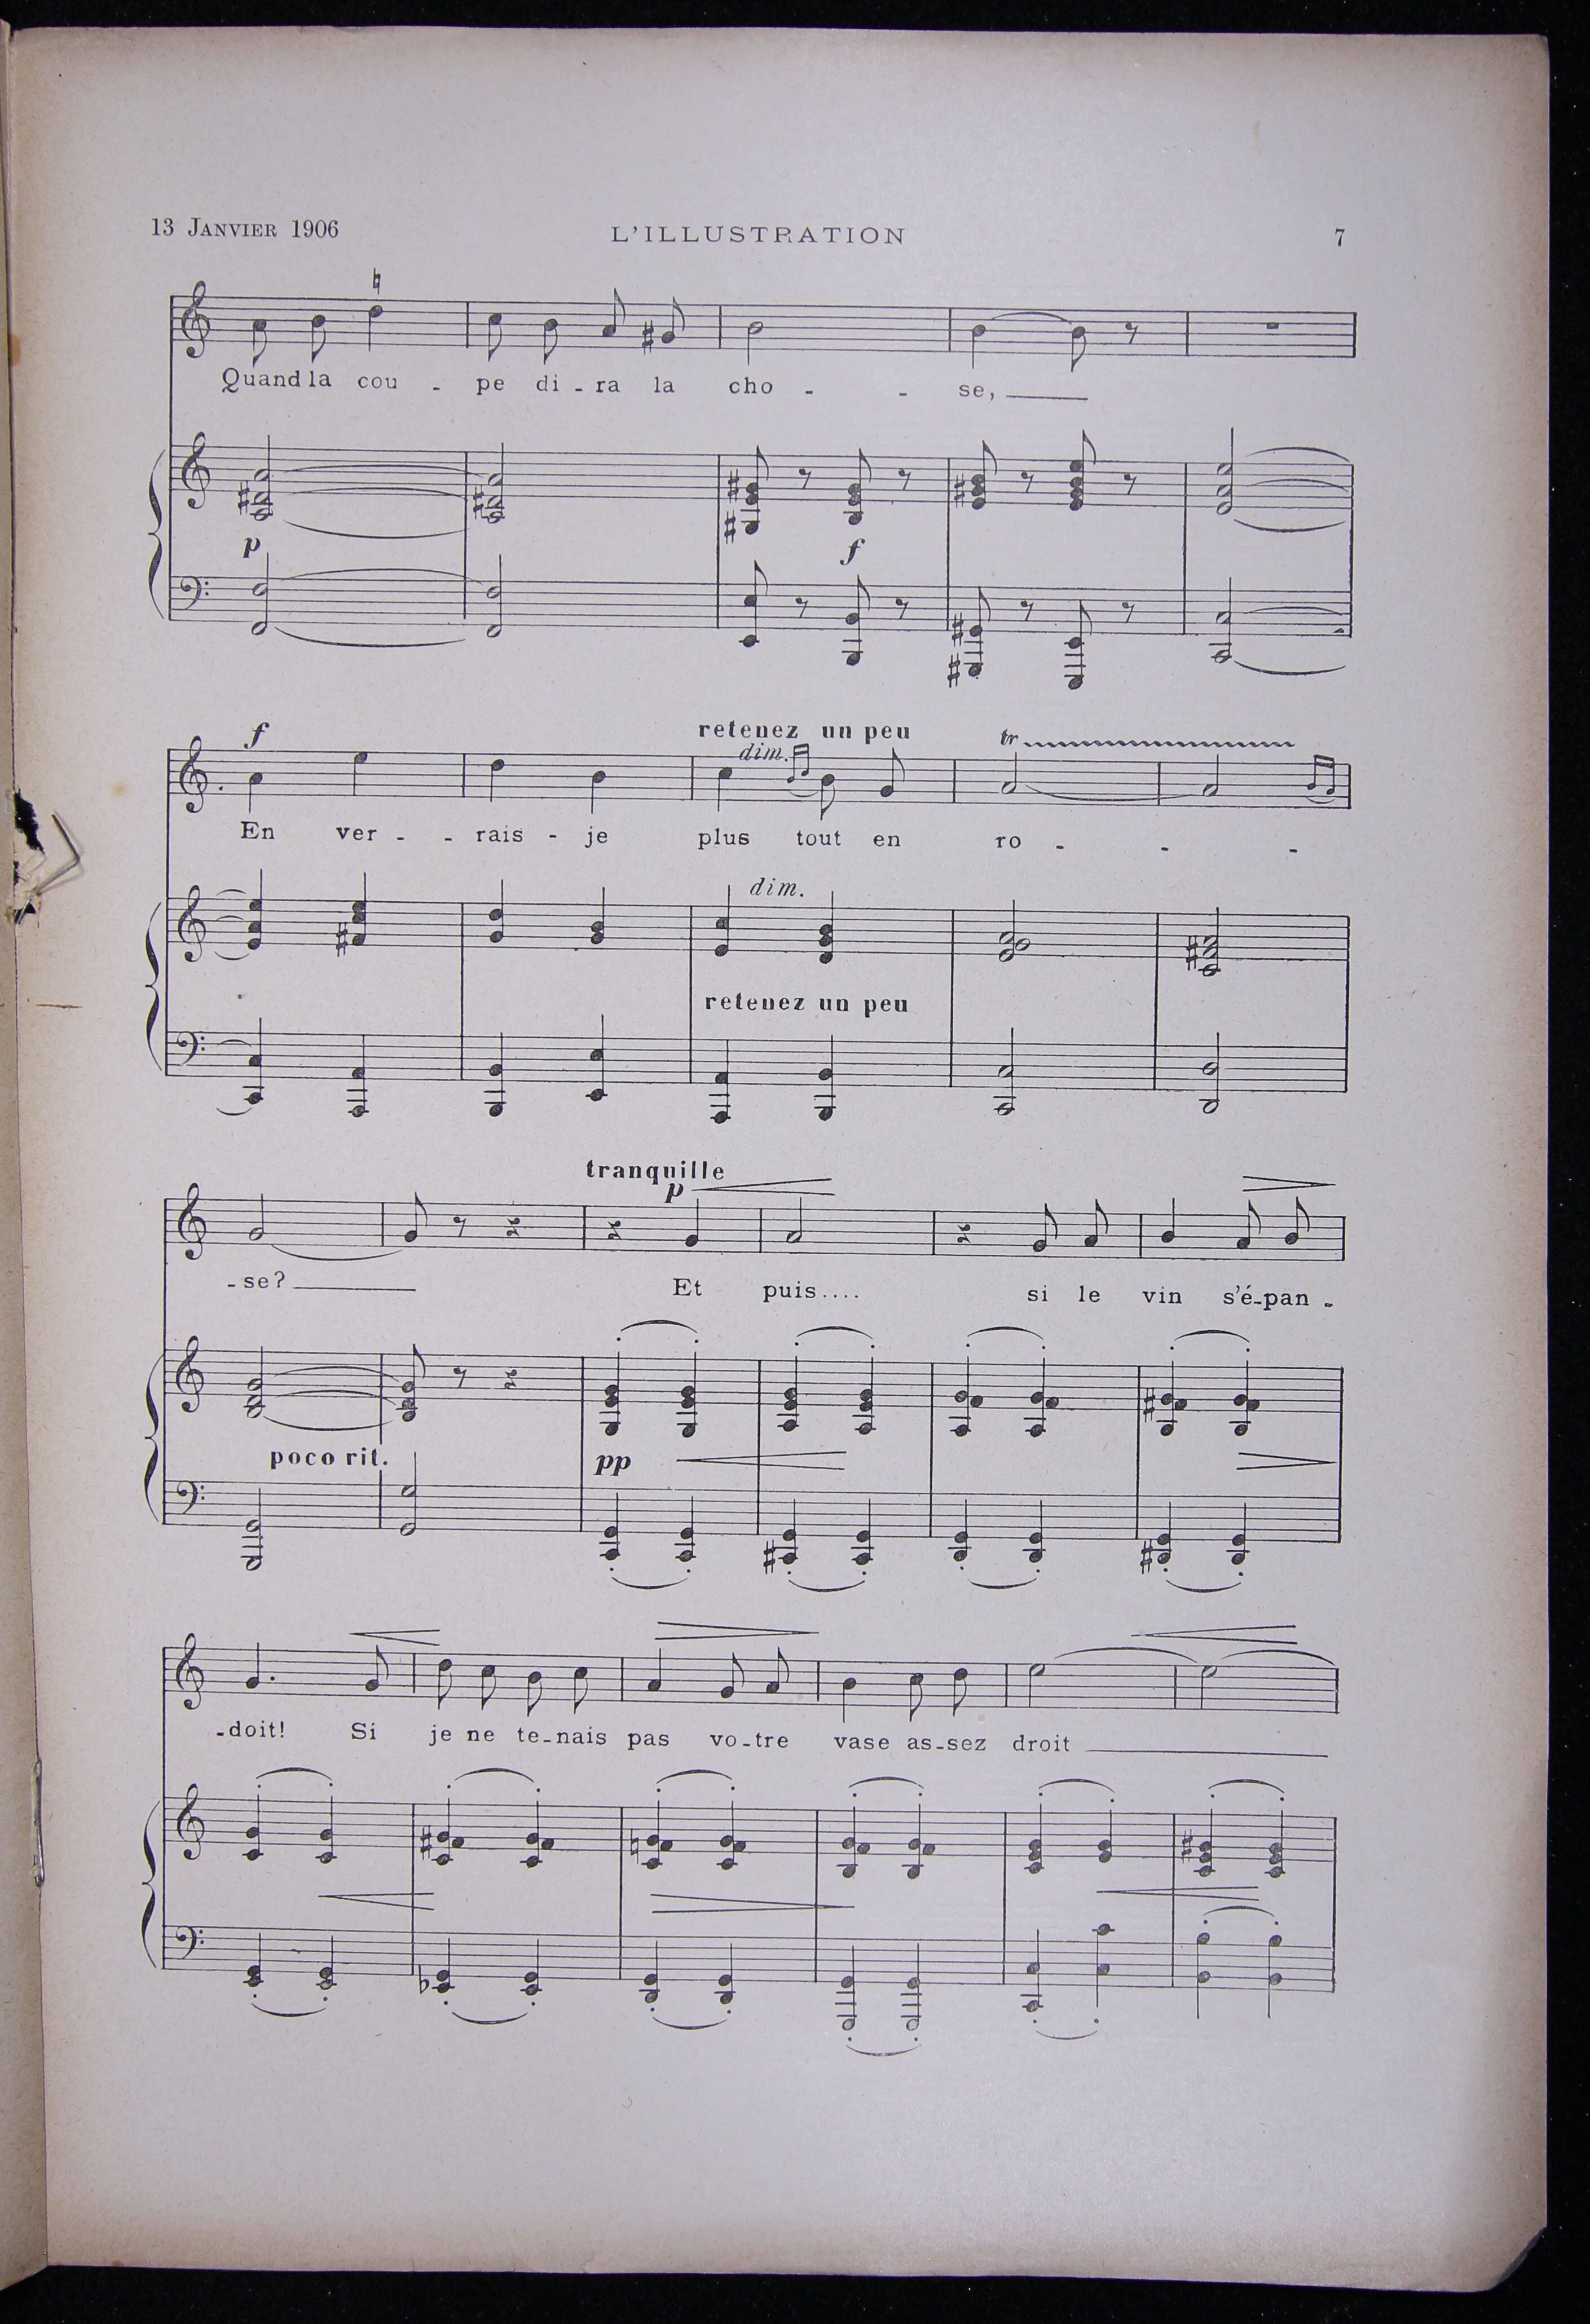 13 JANVIER 1906 L'ILLUSTRATION 7
Quand la cou - pe di - ra la cho - - se,
p
f
f
retenez un peu
dim.
tr
En ver - - rais - je plus tout en ro - - -
dim.
retenez un peu
tranquille
p
- se? Et puis.... si le vin s'é-pan -
poco rit.
pp
-doit! Si je ne te-nais pas vo-tre vase as-sez droit